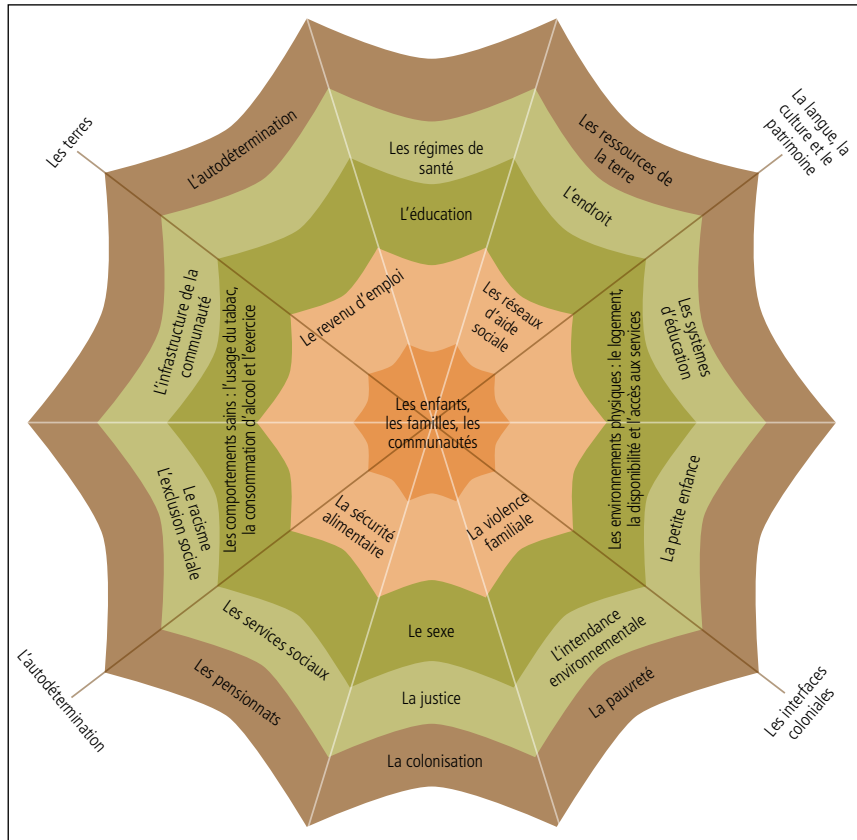 Les terres
L'autodétermination
Les régimes de
santé
L'éducation
Les ressources de
la terre
L'endroit
La langue, la
culture et le
patrimoine
Le revenu d'emploi
Les réseaux
d'aide
sociale
L'infrastructure de la
communauté
Les comportements sains : l'usage du tabac,
la consommation d'alcool et l'exercice
Les enfants,
les familles, les
communautés
Les environnements physiques : le logement,
la disponibilité et l'accès aux services
Les systèmes
d'éducation
Le racisme
L'exclusion sociale
La sécurité
alimentaire
La violence
familiale
La petite enfance
Les services sociaux
Le sexe
L'intendance
environnementale
L'autodétermination
Les pensionnats
La justice
La pauvreté
Les interfaces
coloniales
La colonisation